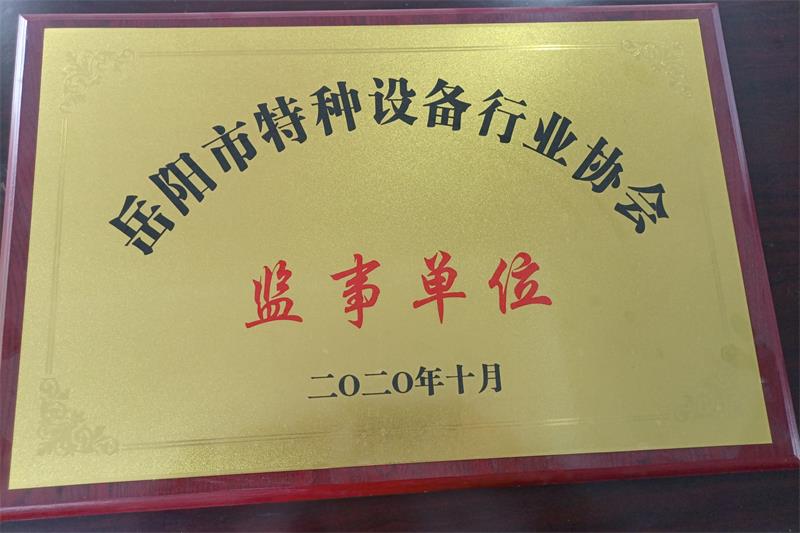 岳阳市特种设备行业协会
监事单位
二〇二〇年十月